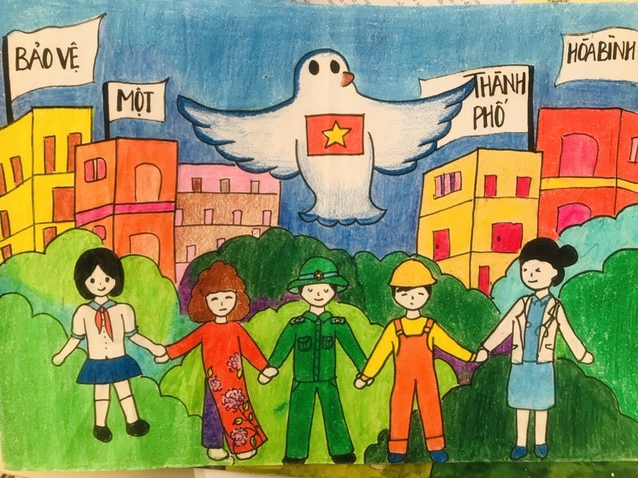 BẢO VỆ
MỘT
THÀNH
PHỐ
HÒA BÌNH